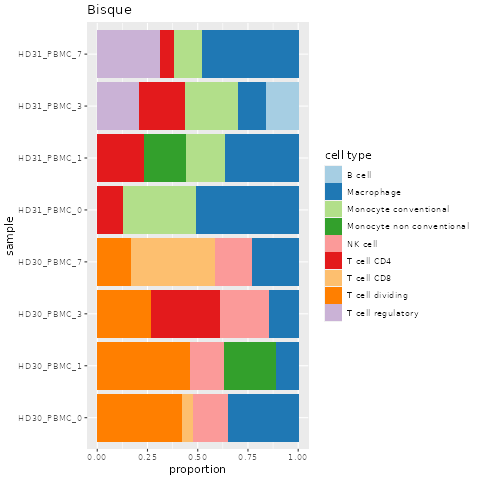 Bisque
HD31_PBMC_7
HD31_PBMC_3
HD31_PBMC_1
HD31_PBMC_0
HD30_PBMC_7
HD30_PBMC_3
HD30_PBMC_1
HD30_PBMC_0
sample
0.00 0.25 0.50 0.75 1.00
proportion
cell type
B cell
Macrophage
Monocyte conventional
Monocyte non conventional
NK cell
T cell CD4
T cell CD8
T cell dividing
T cell regulatory